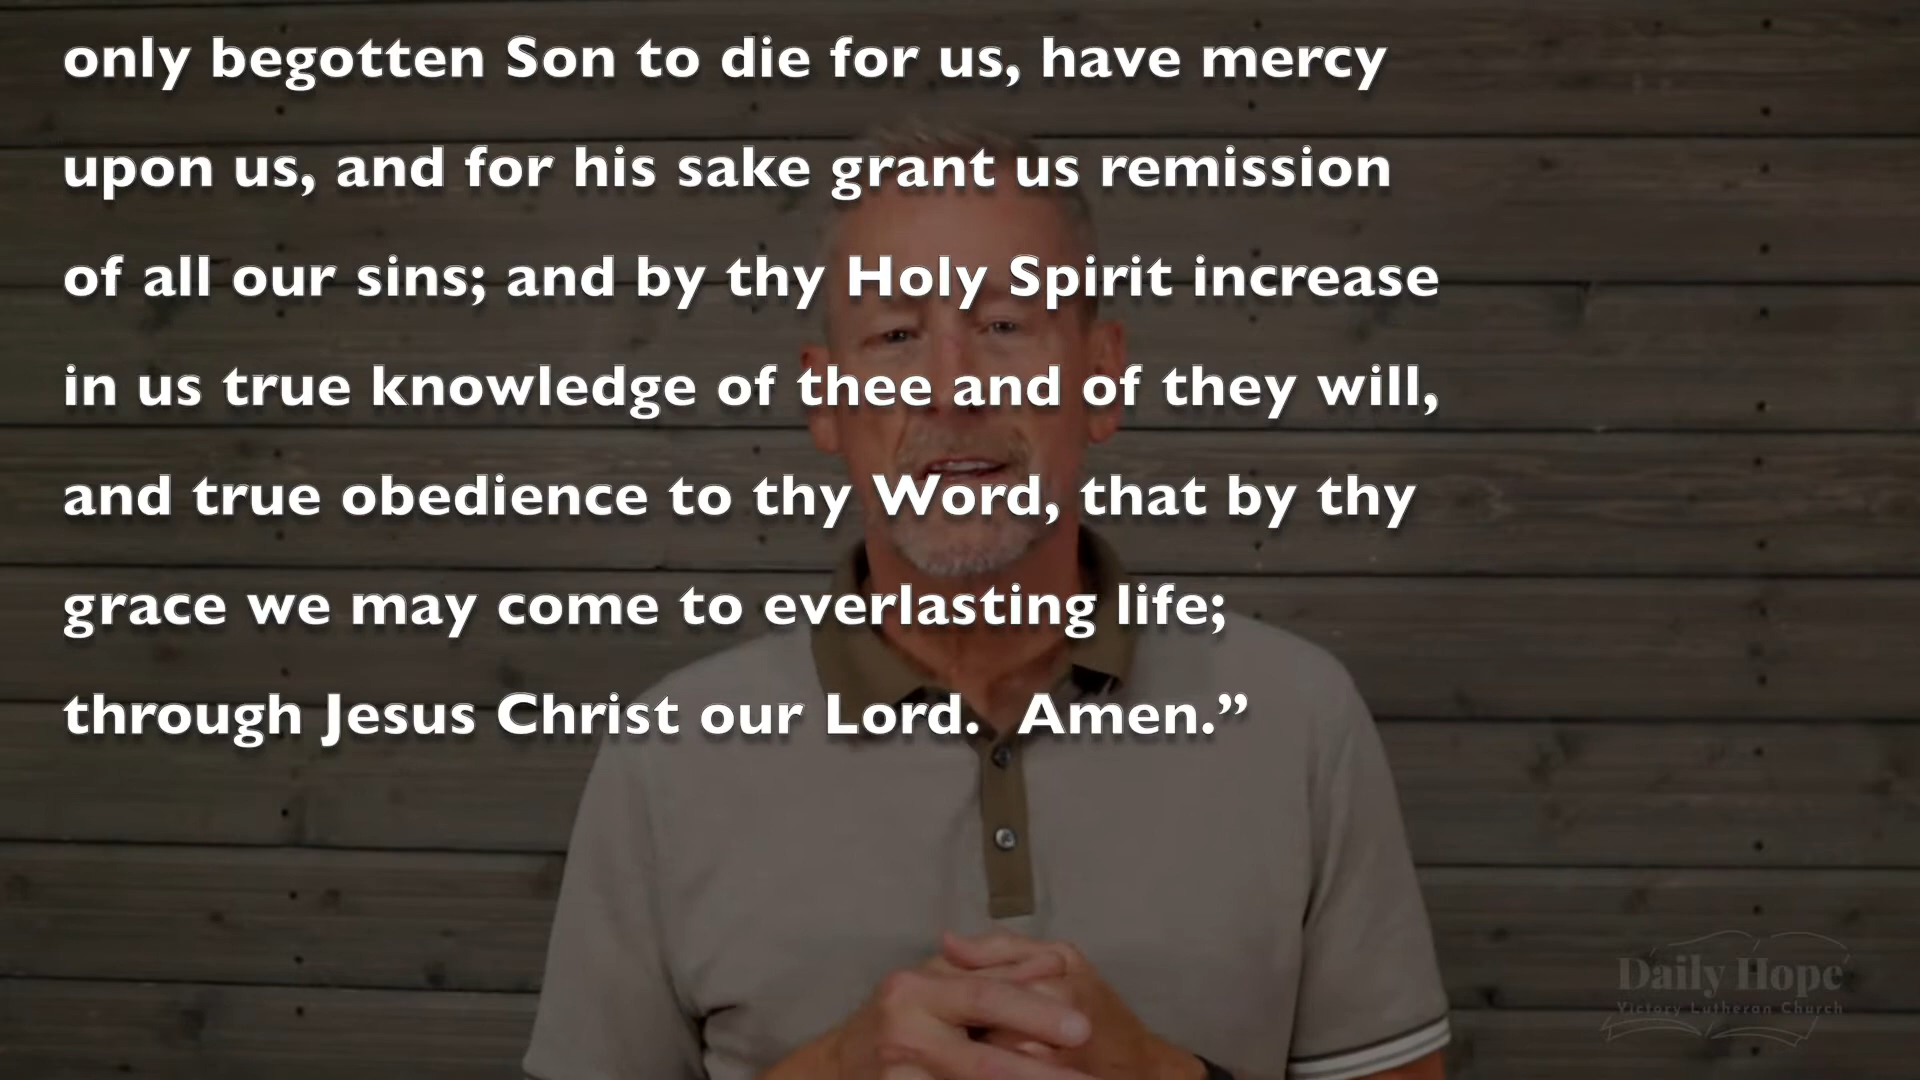 only begotten Son to die for us, have mercy
upon us, and for his sake grant us remission
of all our sins; and by thy Holy Spirit increase
in us true knowledge of thee and of they will,
and true obedience to thy Word, that by thy
grace we may come to everlasting life;
through Jesus Christ our Lord.  Amen.”
Daily Hope
Victory Lutheran Church